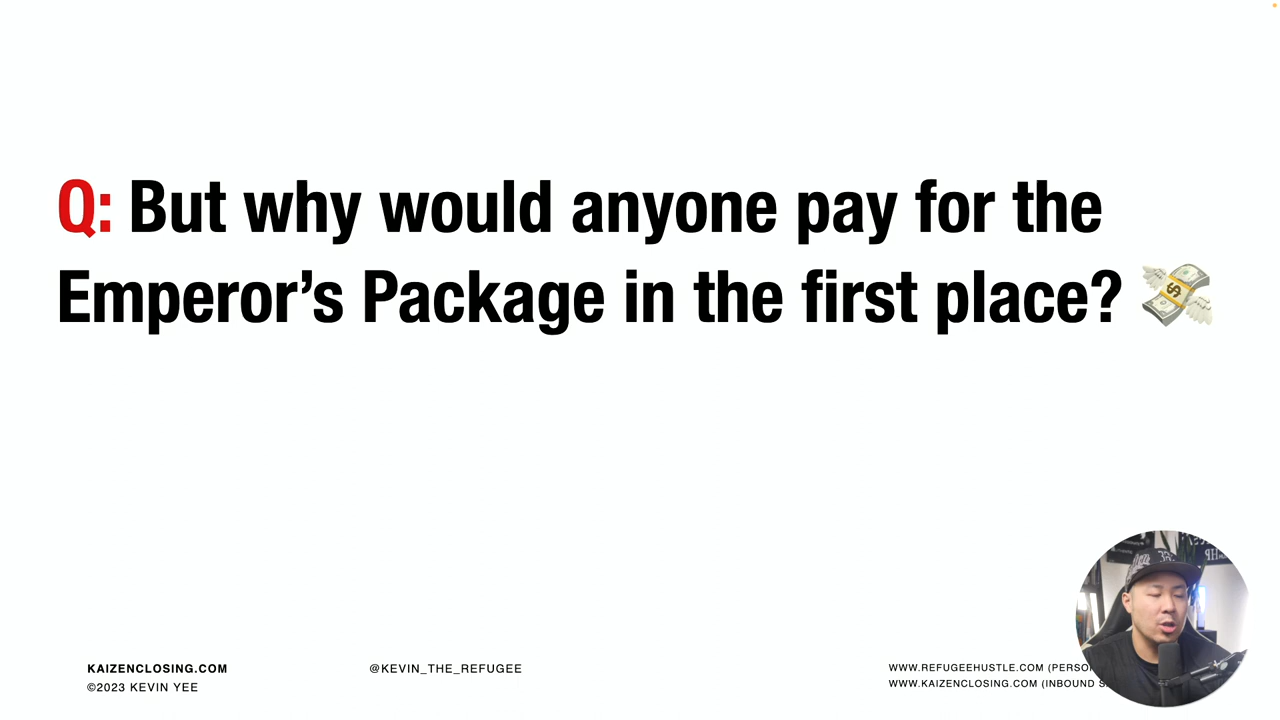 Q: But why would anyone pay for the
Emperor’s Package in the first place?
KAIZENCLOSING.COM
©2023 KEVIN YEE
@KEVIN_THE_REFUGEE
WWW.REFUGEEHUSTLE.COM
WWW.KAIZENCLOSING.COM (INBOUND